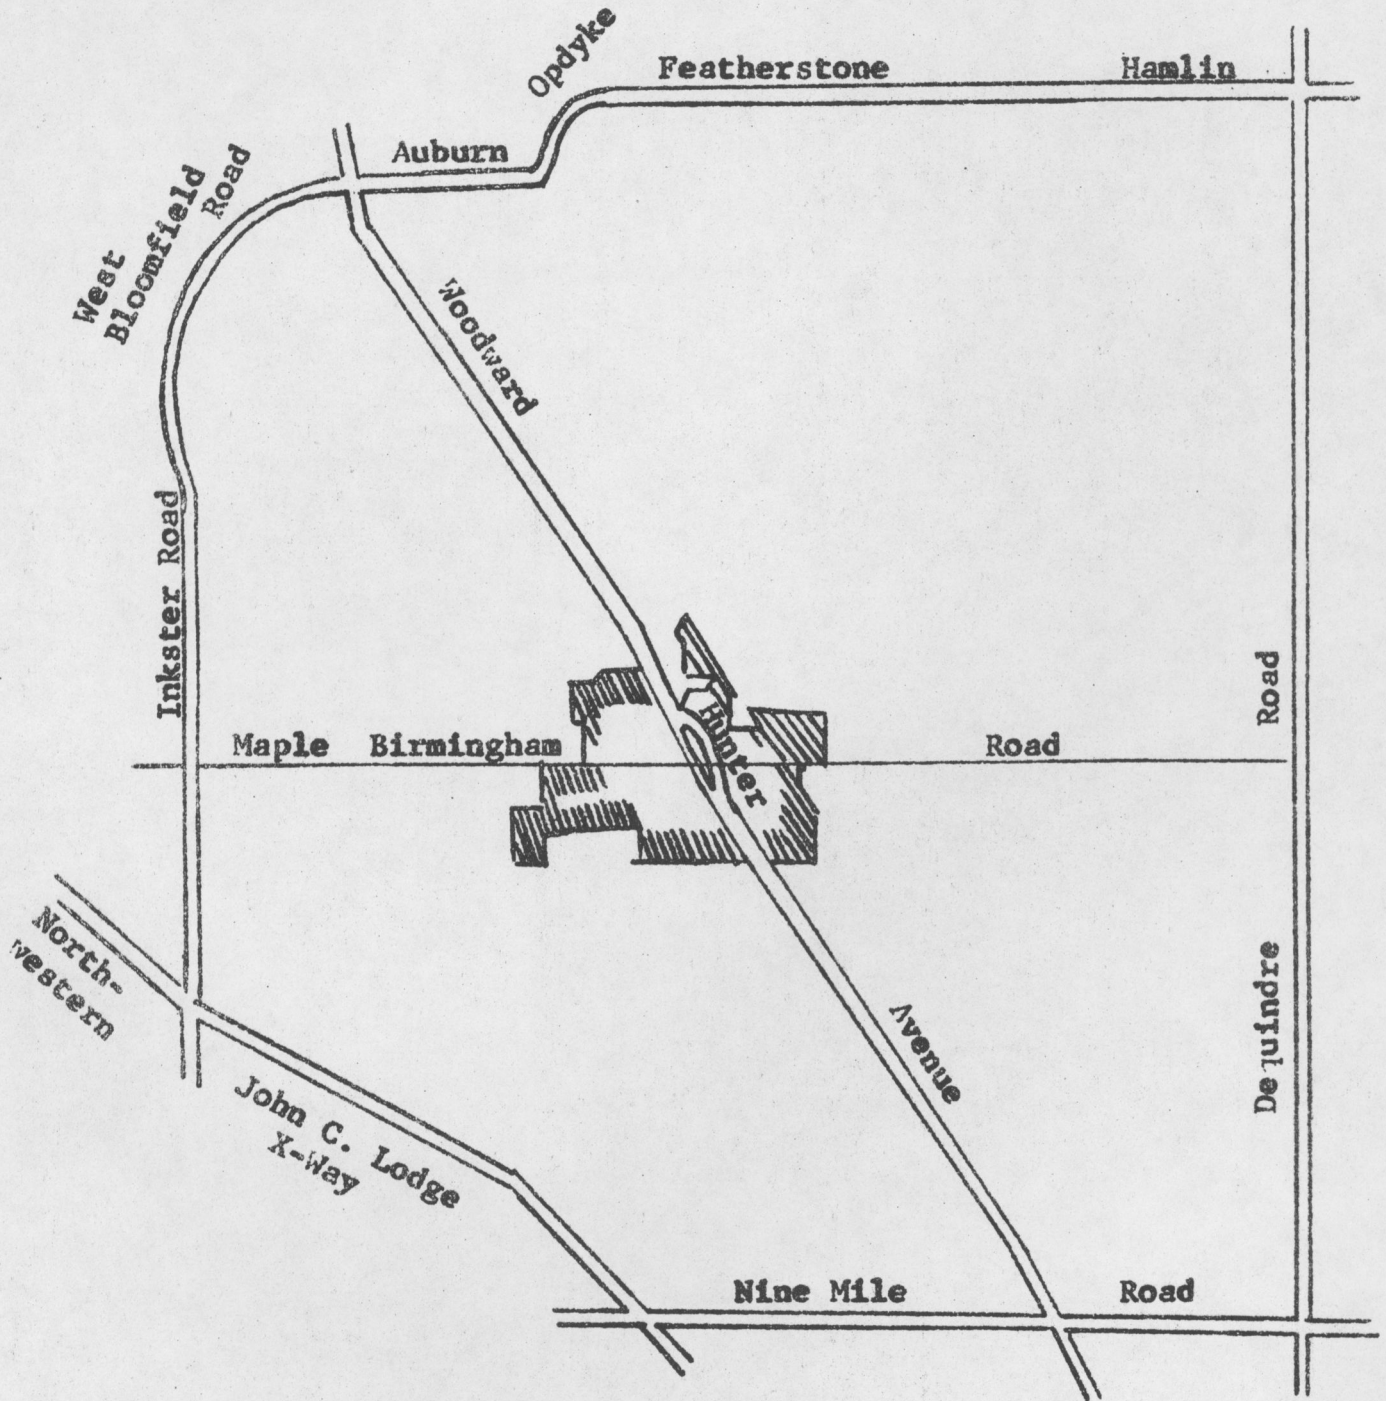 Opdyke
Featherstone
Hamlin
Auburn
West
Bloomfield
Road
Woodward
Inkster Road
Hunter
Road
Maple
Birmingham
Road
North-
western
Avenue
Dequindre
John C. Lodge
X-Way
Nine Mile
Road